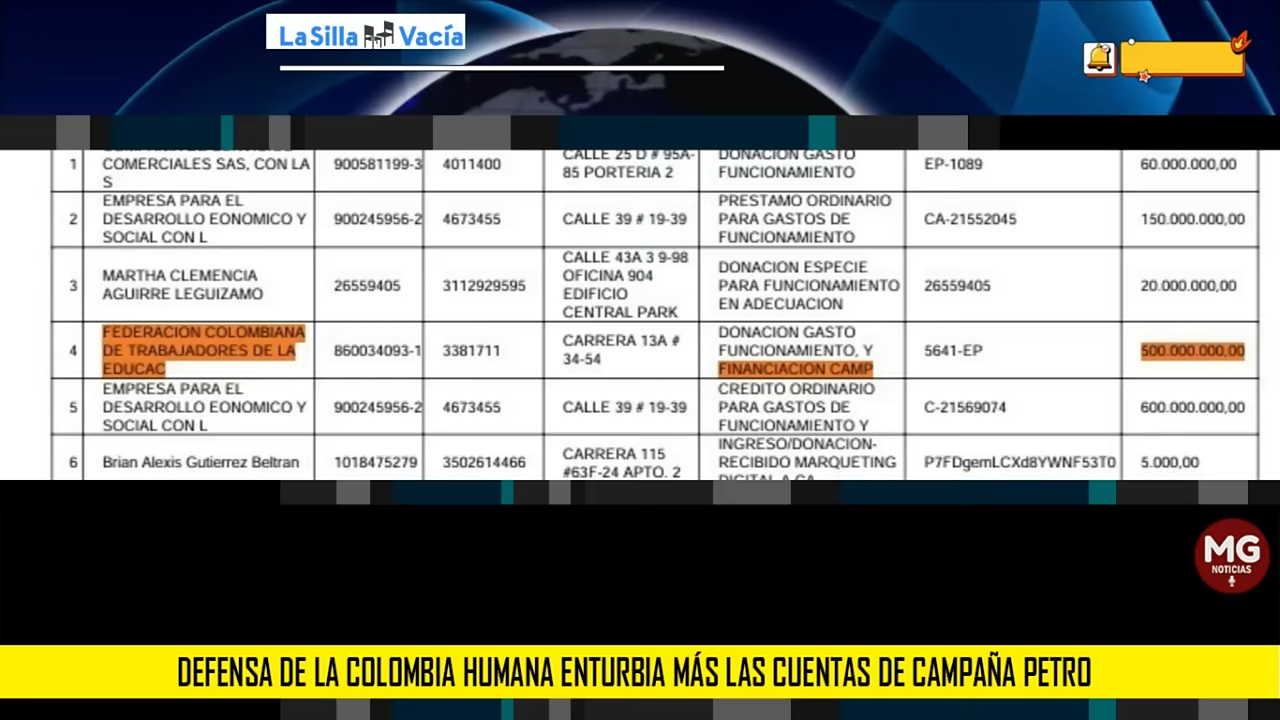 La Silla Vacía
COMERCIALES SAS, CON LA
S
1
900581199-3
4011400
CALLE 25 D # 95A-
85 PORTERIA 2
DONACION GASTO
FUNCIONAMIENTO
EP-1089
60.000.000,00
2
EMPRESA PARA EL
DESARROLLO EONOMICO Y
SOCIAL CON L
900245956-2
4673455
CALLE 39 # 19-39
PRESTAMO ORDINARIO
PARA GASTOS DE
FUNCIONAMIENTO
CA-21552045
150.000.000,00
3
MARTHA CLEMENCIA
AGUIRRE LEGUIZAMO
26559405
3112929595
CALLE 43A 3 9-98
OFICINA 904
EDIFICIO
CENTRAL PARK
DONACION ESPECIE
PARA FUNCIONAMIENTO
EN ADECUACION
26559405
20.000.000,00
4
FEDERACION COLOMBIANA
DE TRABAJADORES DE LA
EDUCAC
860034093-1
3381711
CARRERA 13A #
34-54
DONACION GASTO
FUNCIONAMIENTO, Y
FINANCIACION CAMP
5641-EP
500.000.000,00
5
EMPRESA PARA EL
DESARROLLO EONOMICO Y
SOCIAL CON L
900245956-2
4673455
CALLE 39 # 19-39
CREDITO ORDINARIO
PARA GASTOS DE
FUNCIONAMIENTO Y
C-21569074
600.000.000,00
6
Brian Alexis Gutierrez Beltran
1018475279
3502614466
CARRERA 115
#63F-24 APTO. 2
INGRESO/DONACION-
RECIBIDO MARQUETING
P7FDgemLCXd8YWNF53T0
5.000,00
MG
NOTICIAS
DEFENSA DE LA COLOMBIA HUMANA ENTURBIA MÁS LAS CUENTAS DE CAMPAÑA PETRO